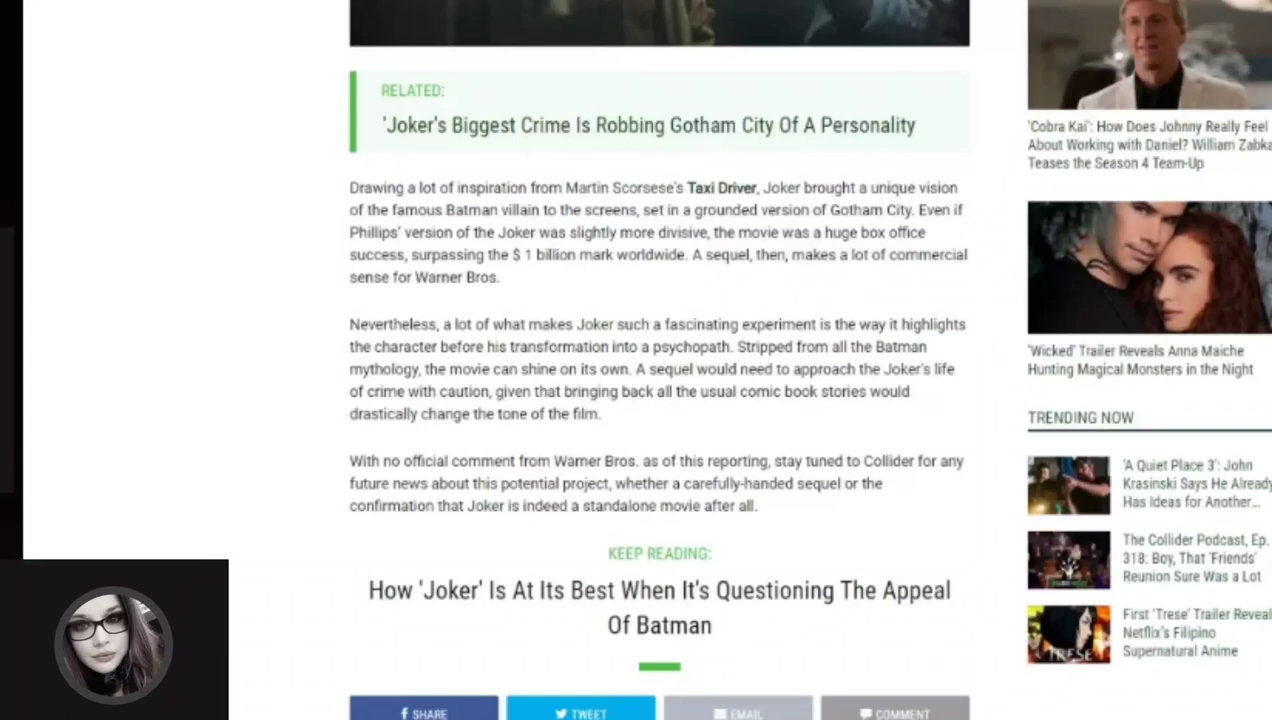 RELATED:
'Joker's Biggest Crime Is Robbing Gotham City Of A Personality
Drawing a lot of inspiration from Martin Scorsese's Taxi Driver, Joker brought a unique vision
of the famous Batman villain to the screens, set in a grounded version of Gotham City. Even if
Phillips' version of the Joker was slightly more divisive, the movie was a huge box office
success, surpassing the $ 1 billion mark worldwide. A sequel, then, makes a lot of commercial
sense for Warner Bros.
Nevertheless, a lot of what makes Joker such a fascinating experiment is the way it highlights
the character before his transformation into a psychopath. Stripped from all the Batman
mythology, the movie can shine on its own. A sequel would need to approach the Joker's life
of crime with caution, given that bringing back all the usual comic book stories would
drastically change the tone of the film.
With no official comment from Warner Bros. as of this reporting, stay tuned to Collider for any
future news about this potential project, whether a carefully-handed sequel or the
confirmation that Joker is indeed a standalone movie after all.
KEEP READING:
How 'Joker' Is At Its Best When It's Questioning The Appeal
Of Batman
SHARE
TWEET
EMAIL
COMMENT
'Cobra Kai': How Does Johnny Really Feel
About Working with Daniel? William Zabka
Teases the Season 4 Team-Up
'Wicked' Trailer Reveals Anna Maiche
Hunting Magical Monsters in the Night
TRENDING NOW
'A Quiet Place 3': John
Krasinski Says He Already
Has Ideas for Another...
The Collider Podcast, Ep.
318: Boy, That 'Friends'
Reunion Sure Was a Lot
First 'Trese' Trailer Reveal
Netflix's Filipino
Supernatural Anime
TRESE